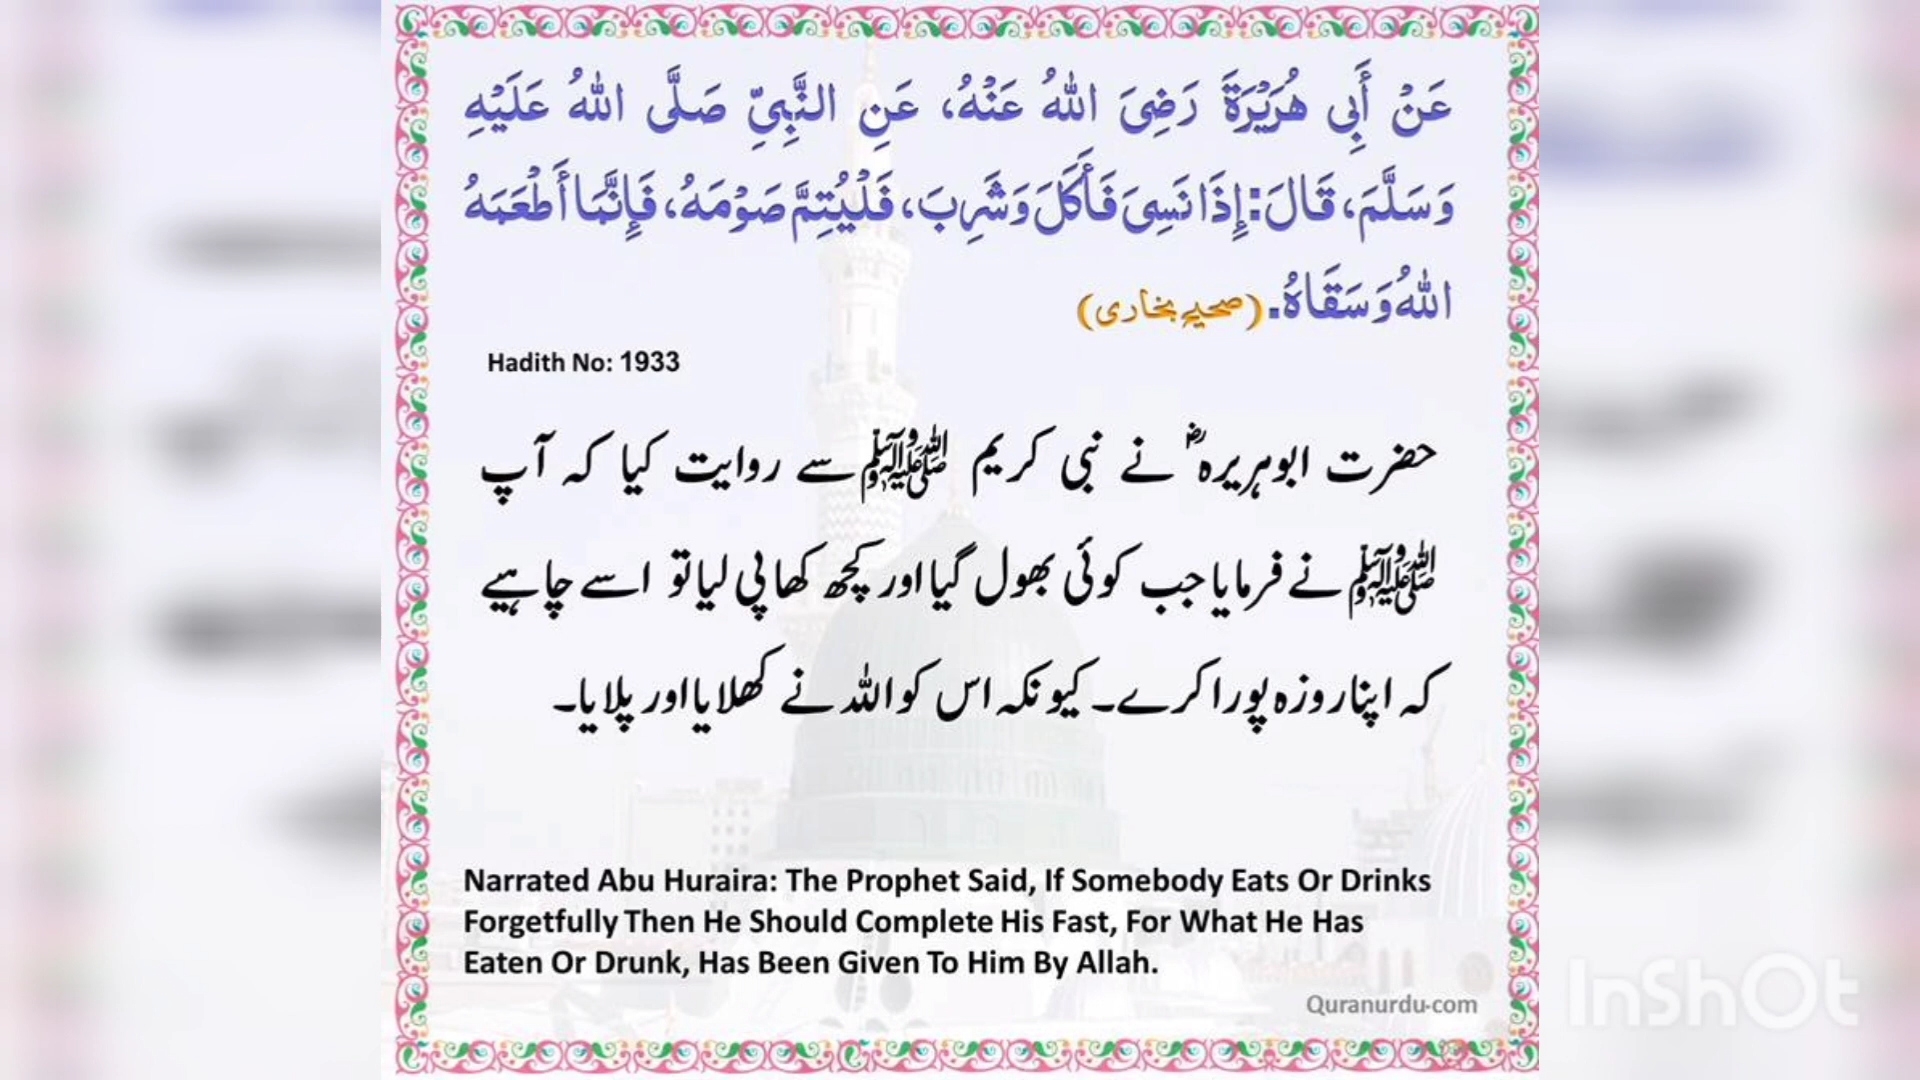 عَنْ أَبِي هُرَيْرَةَ رَضِيَ اللهُ عَنْهُ، عَنِ النَّبِيِّ صَلَّى اللهُ عَلَيْهِ
وَسَلَّمَ، قَالَ: إِذَا نَسِيَ فَأَكَلَ وَشَرِبَ، فَلْيُتِمَّ صَوْمَهُ، فَإِنَّمَا أَطْعَمَهُ
اللهُ وَسَقَاهُ. (صحیح بخاری)
Hadith No: 1933
حضرت ابوہریرہ ؓ نے نبی کریم ﷺ سے روایت کیا کہ آپ
ﷺ نے فرمایا جب کوئی بھول گیا اور کچھ کھا پی لیا تو اسے چاہیے
کہ اپنا روزہ پورا کرے۔ کیونکہ اس کو اللہ نے کھلایا اور پلایا۔
Narrated Abu Huraira: The Prophet Said, If Somebody Eats Or Drinks
Forgetfully Then He Should Complete His Fast, For What He Has
Eaten Or Drunk, Has Been Given To Him By Allah.
Quranurdu.com
InShOt